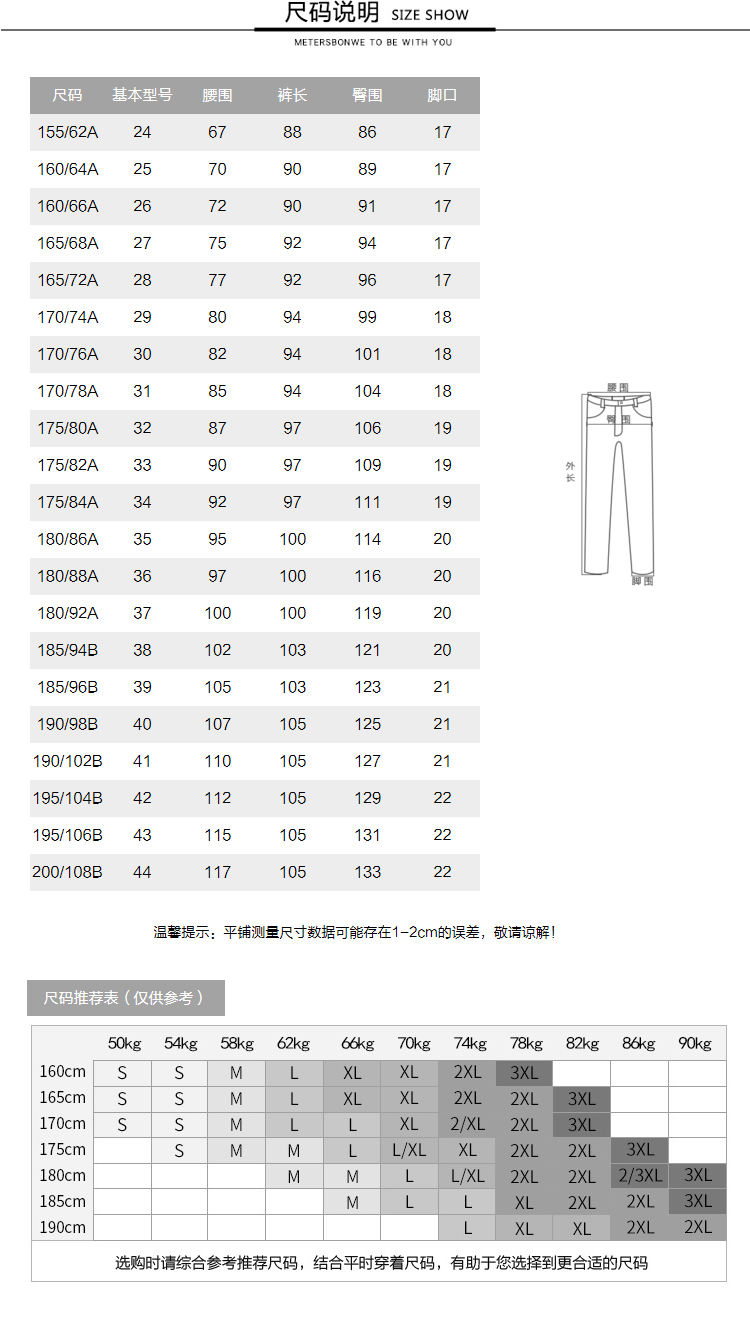 尺码说明 SIZE SHOW
METERSBONWE TO BE WITH YOU
尺码 基本型号 腰围 裤长 臀围 脚口
155/62A 24 67 88 86 17
160/64A 25 70 90 89 17
160/66A 26 72 90 91 17
165/68A 27 75 92 94 17
165/72A 28 77 92 96 17
170/74A 29 80 94 99 18
170/76A 30 82 94 101 18
170/78A 31 85 94 104 18
175/80A 32 87 97 106 19
175/82A 33 90 97 109 19
175/84A 34 92 97 111 19
180/86A 35 95 100 114 20
180/88A 36 97 100 116 20
180/92A 37 100 100 119 20
185/94B 38 102 103 121 20
185/96B 39 105 103 123 21
190/98B 40 107 105 125 21
190/102B 41 110 105 127 21
195/104B 42 112 105 129 22
195/106B 43 115 105 131 22
200/108B 44 117 105 133 22
腰围
臀围
外长
脚围
温馨提示：平铺测量尺寸数据可能存在1-2cm的误差，敬请谅解！
尺码推荐表（仅供参考）
50kg 54kg 58kg 62kg 66kg 70kg 74kg 78kg 82kg 86kg 90kg
160cm S S M L XL XL 2XL 3XL
165cm S S M L XL XL 2XL 2XL 3XL
170cm S S M L L XL 2/XL 2XL 3XL
175cm S M M L L/XL XL 2XL 2XL 3XL
180cm M M L L/XL 2XL 2XL 2/3XL 3XL
185cm M L L XL 2XL 2XL 3XL
190cm L XL XL 2XL 2XL
选购时请综合参考推荐尺码，结合平时穿着尺码，有助于您选择到更合适的尺码